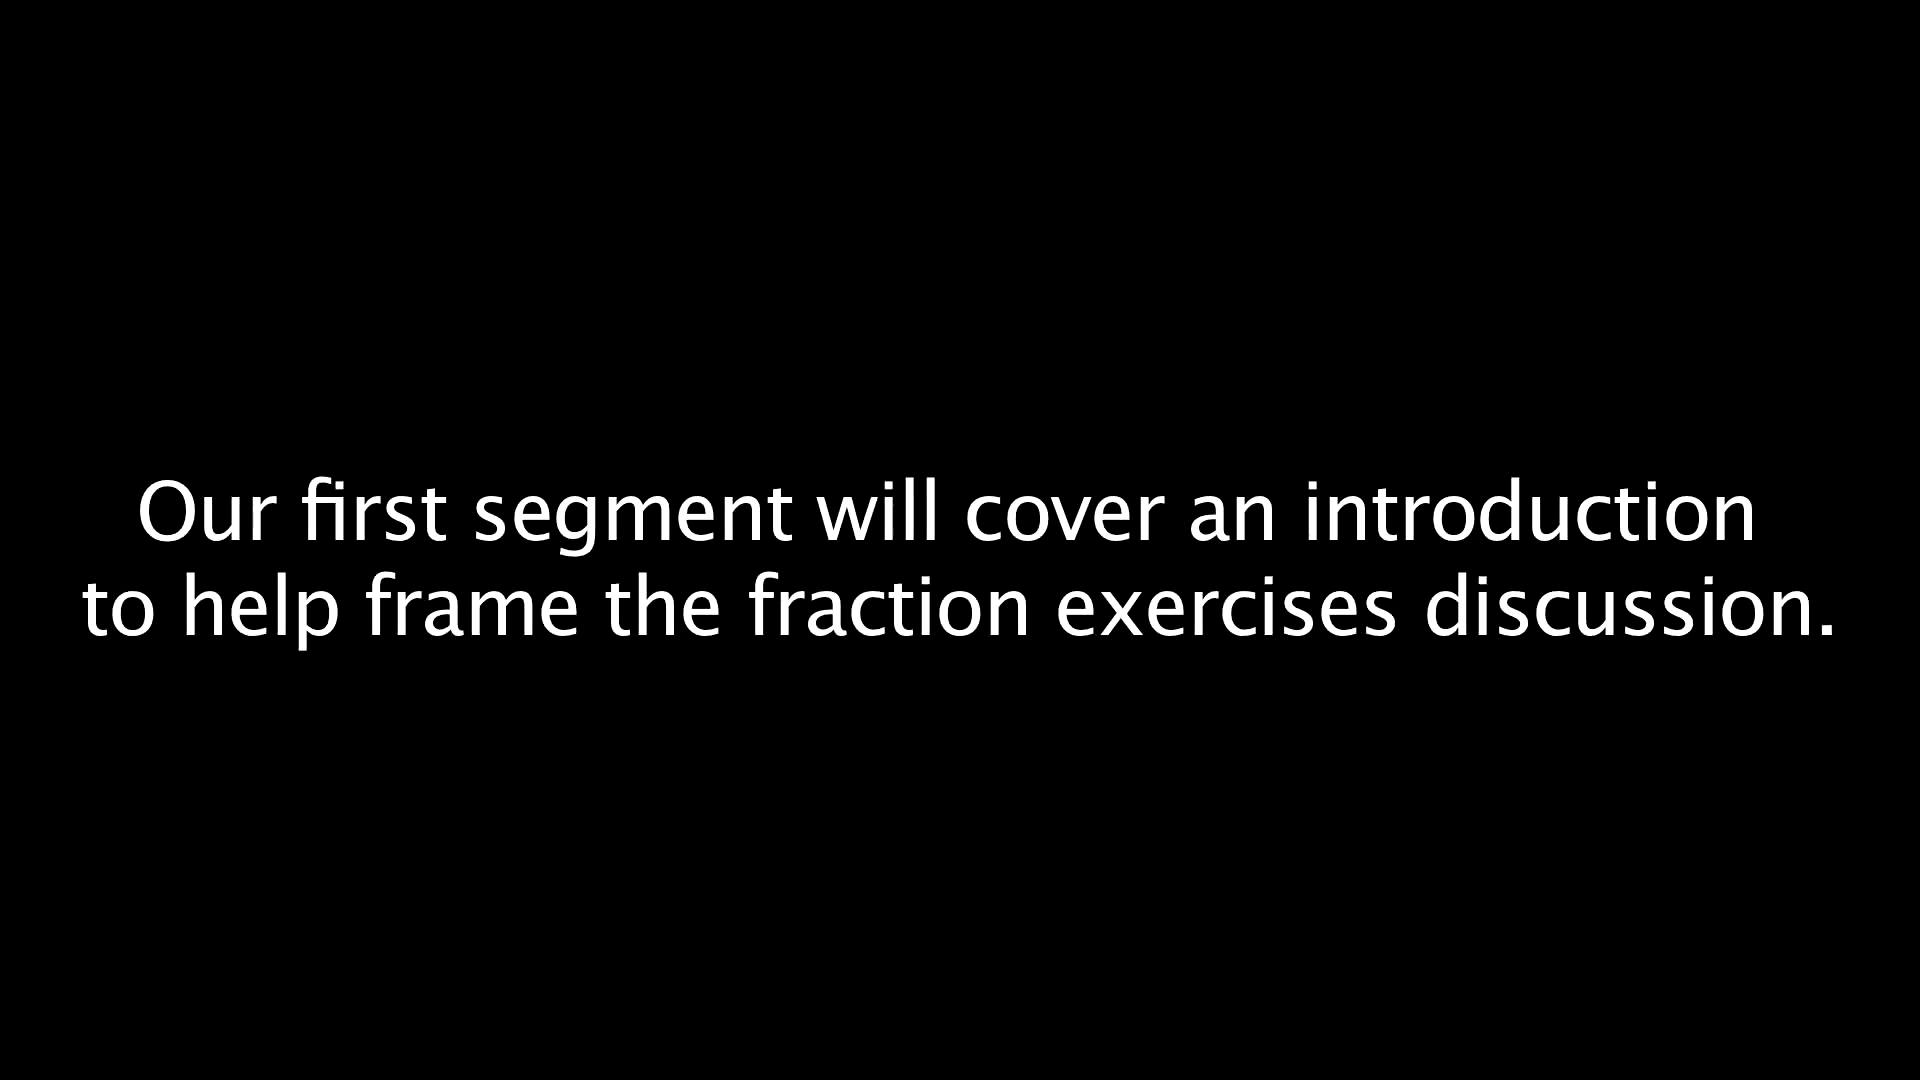 Our first segment will cover an introduction
to help frame the fraction exercises discussion.